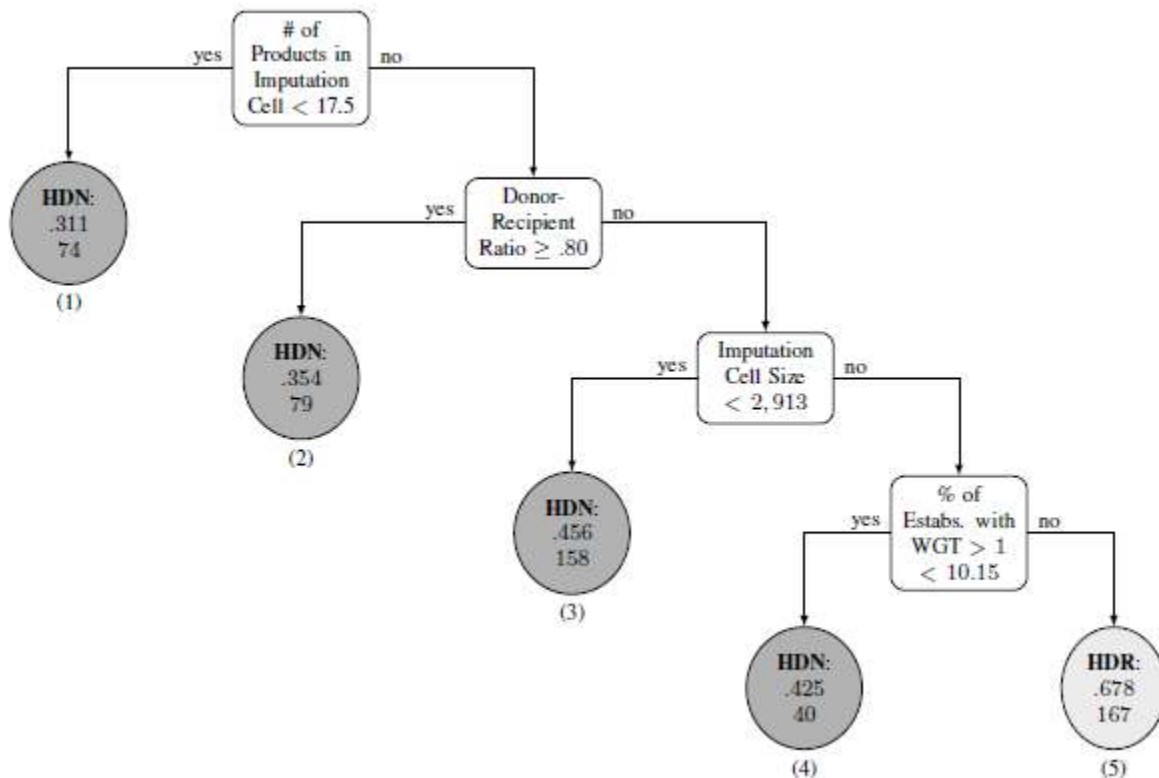 # of
Products in
Imputation
Cell < 17.5
yes
no
HDN:
.311
74
(1)
Donor-
Recipient
Ratio ≥ .80
yes
no
HDN:
.354
79
(2)
Imputation
Cell Size
< 2,913
yes
no
HDN:
.456
158
(3)
% of
Estabs. with
WGT > 1
< 10.15
yes
no
HDN:
.425
40
(4)
HDR:
.678
167
(5)